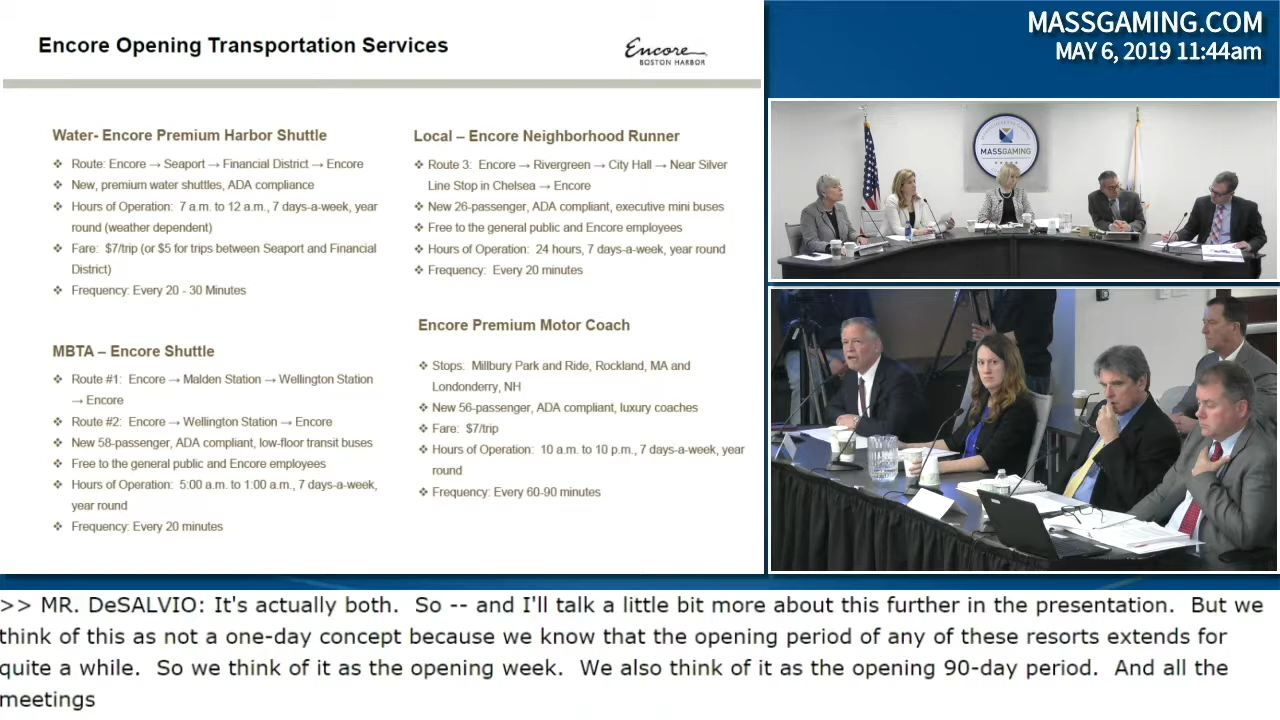 Encore Opening Transportation Services
Encore
BOSTON HARBOR
Water- Encore Premium Harbor Shuttle
❖ Route: Encore → Seaport → Financial District → Encore
❖ New, premium water shuttles, ADA compliance
❖ Hours of Operation: 7 a.m. to 12 a.m., 7 days-a-week, year
round (weather dependent)
❖ Fare: $7/trip (or $5 for trips between Seaport and Financial
District)
❖ Frequency: Every 20 - 30 Minutes
MBTA – Encore Shuttle
❖ Route #1: Encore → Malden Station → Wellington Station
→ Encore
❖ Route #2: Encore → Wellington Station → Encore
❖ New 58-passenger, ADA compliant, low-floor transit buses
❖ Free to the general public and Encore employees
❖ Hours of Operation: 5:00 a.m. to 1:00 a.m., 7 days-a-week,
year round
❖ Frequency: Every 20 minutes
Local – Encore Neighborhood Runner
❖ Route 3: Encore → Rivergreen → City Hall → Near Silver
Line Stop in Chelsea → Encore
❖ New 26-passenger, ADA compliant, executive mini buses
❖ Free to the general public and Encore employees
❖ Hours of Operation: 24 hours, 7 days-a-week, year round
❖ Frequency: Every 20 minutes
Encore Premium Motor Coach
❖ Stops: Millbury Park and Ride, Rockland, MA and
Londonderry, NH
❖ New 56-passenger, ADA compliant, luxury coaches
❖ Fare: $7/trip
❖ Hours of Operation: 10 a.m. to 10 p.m., 7 days-a-week, year
round
❖ Frequency: Every 60-90 minutes
MASSGAMING.COM
MAY 6, 2019 11:44am
MASSGAMING
>> MR. DeSALVIO: It's actually both. So -- and I'll talk a little bit more about this further in the presentation. But we
think of this as not a one-day concept because we know that the opening period of any of these resorts extends for
quite a while. So we think of it as the opening week. We also think of it as the opening 90-day period. And all the
meetings